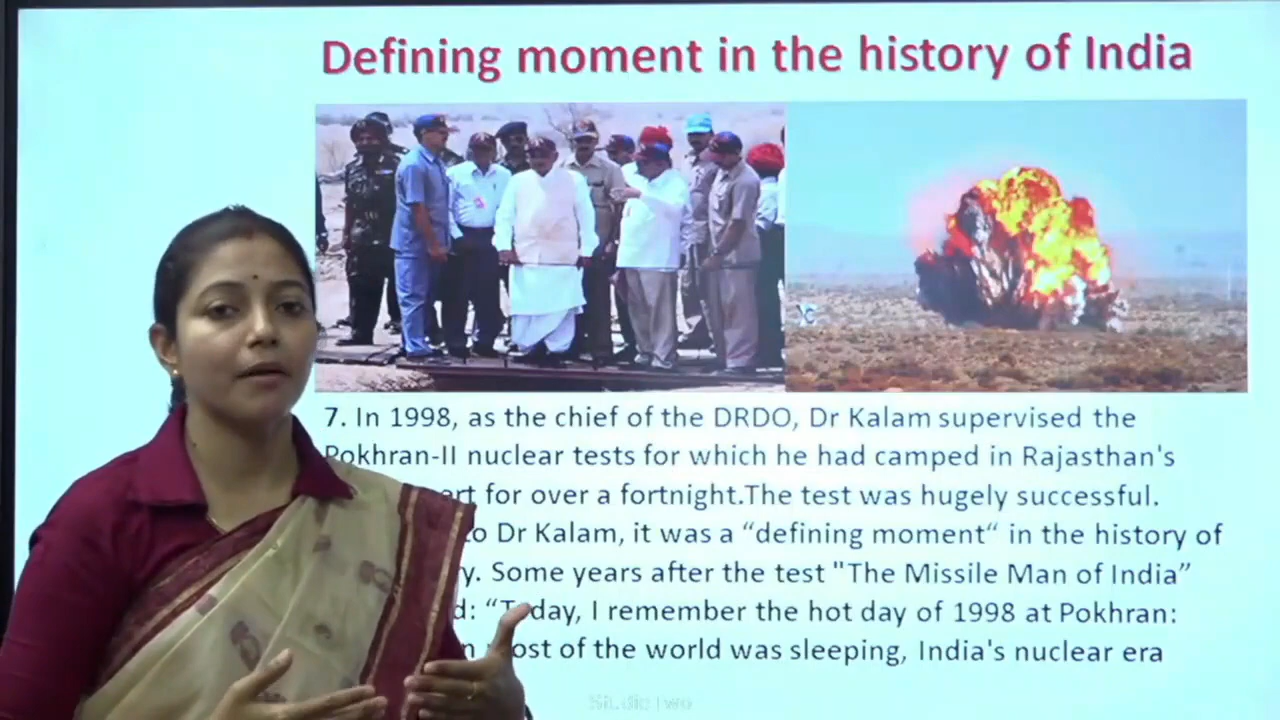 Defining moment in the history of India
7. In 1998, as the chief of the DRDO, Dr Kalam supervised the
Pokhran-II nuclear tests for which he had camped in Rajasthan's
for over a fortnight.The test was hugely successful.
to Dr Kalam, it was a “defining moment“ in the history of
Some years after the test "The Missile Man of India”
“Today, I remember the hot day of 1998 at Pokhran:
most of the world was sleeping, India's nuclear era